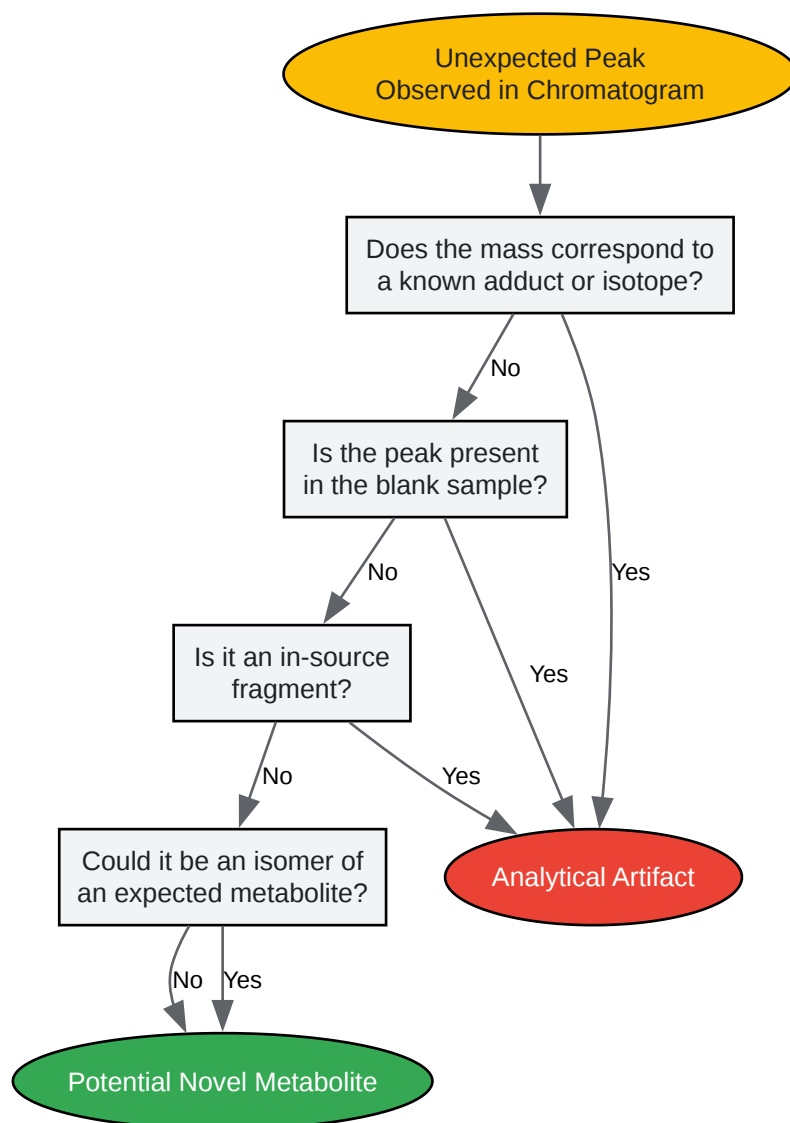 Unexpected Peak
Observed in Chromatogram
Does the mass correspond to
a known adduct or isotope?
No
Yes
Is the peak present
in the blank sample?
No
Yes
Is it an in-source
fragment?
No
Yes
Could it be an isomer of
an expected metabolite?
Analytical Artifact
No
Yes
Potential Novel Metabolite